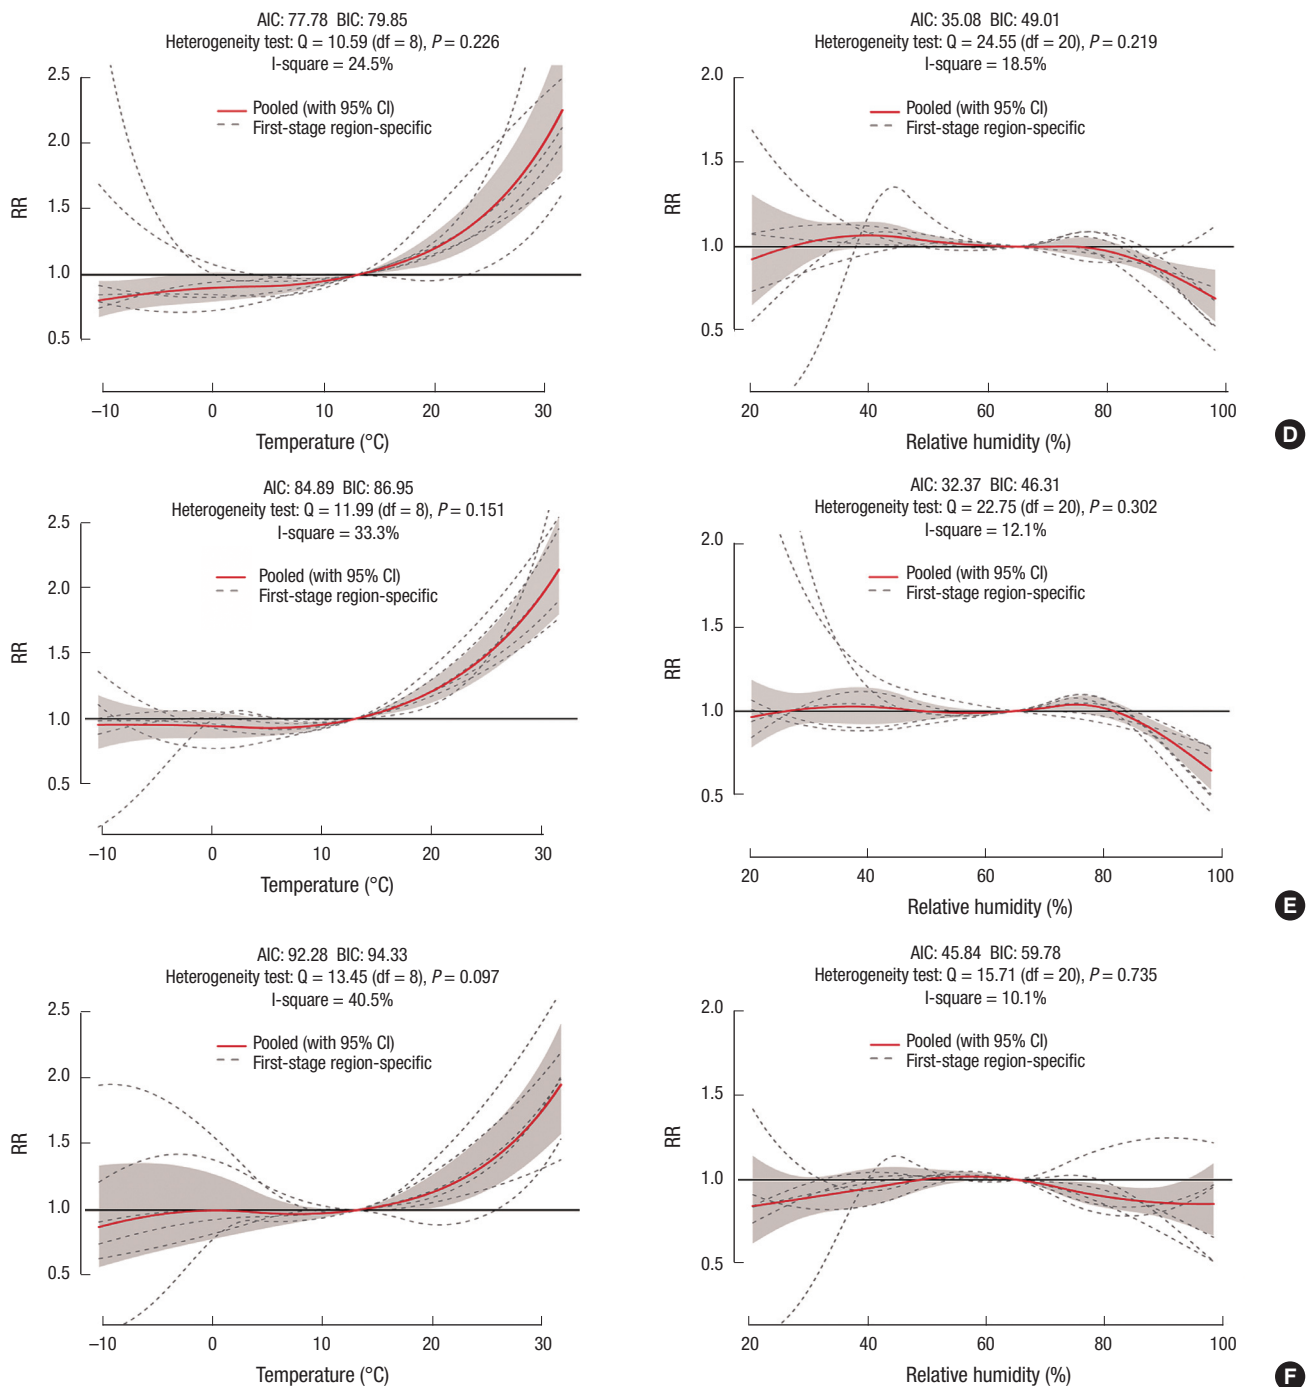 AIC: 77.78 BIC: 79.85
Heterogeneity test: Q = 10.59 (df = 8), P = 0.226
I-square = 24.5%
2.5
2.0
1.5
1.0
0.5
RR
Pooled (with 95% CI)
First-stage region-specific
–10 0 10 20 30
Temperature (°C)
AIC: 35.08 BIC: 49.01
Heterogeneity test: Q = 24.55 (df = 20), P = 0.219
I-square = 18.5%
2.0
1.5
1.0
0.5
RR
Pooled (with 95% CI)
First-stage region-specific
20 40 60 80 100
Relative humidity (%)
D
AIC: 84.89 BIC: 86.95
Heterogeneity test: Q = 11.99 (df = 8), P = 0.151
I-square = 33.3%
2.5
2.0
1.5
1.0
0.5
RR
Pooled (with 95% CI)
First-stage region-specific
–10 0 10 20 30
Temperature (°C)
AIC: 32.37 BIC: 46.31
Heterogeneity test: Q = 22.75 (df = 20), P = 0.302
I-square = 12.1%
2.0
1.5
1.0
0.5
RR
Pooled (with 95% CI)
First-stage region-specific
20 40 60 80 100
Relative humidity (%)
E
AIC: 92.28 BIC: 94.33
Heterogeneity test: Q = 13.45 (df = 8), P = 0.097
I-square = 40.5%
2.5
2.0
1.5
1.0
0.5
RR
Pooled (with 95% CI)
First-stage region-specific
–10 0 10 20 30
Temperature (°C)
AIC: 45.84 BIC: 59.78
Heterogeneity test: Q = 15.71 (df = 20), P = 0.735
I-square = 10.1%
2.0
1.5
1.0
0.5
RR
Pooled (with 95% CI)
First-stage region-specific
20 40 60 80 100
Relative humidity (%)
F